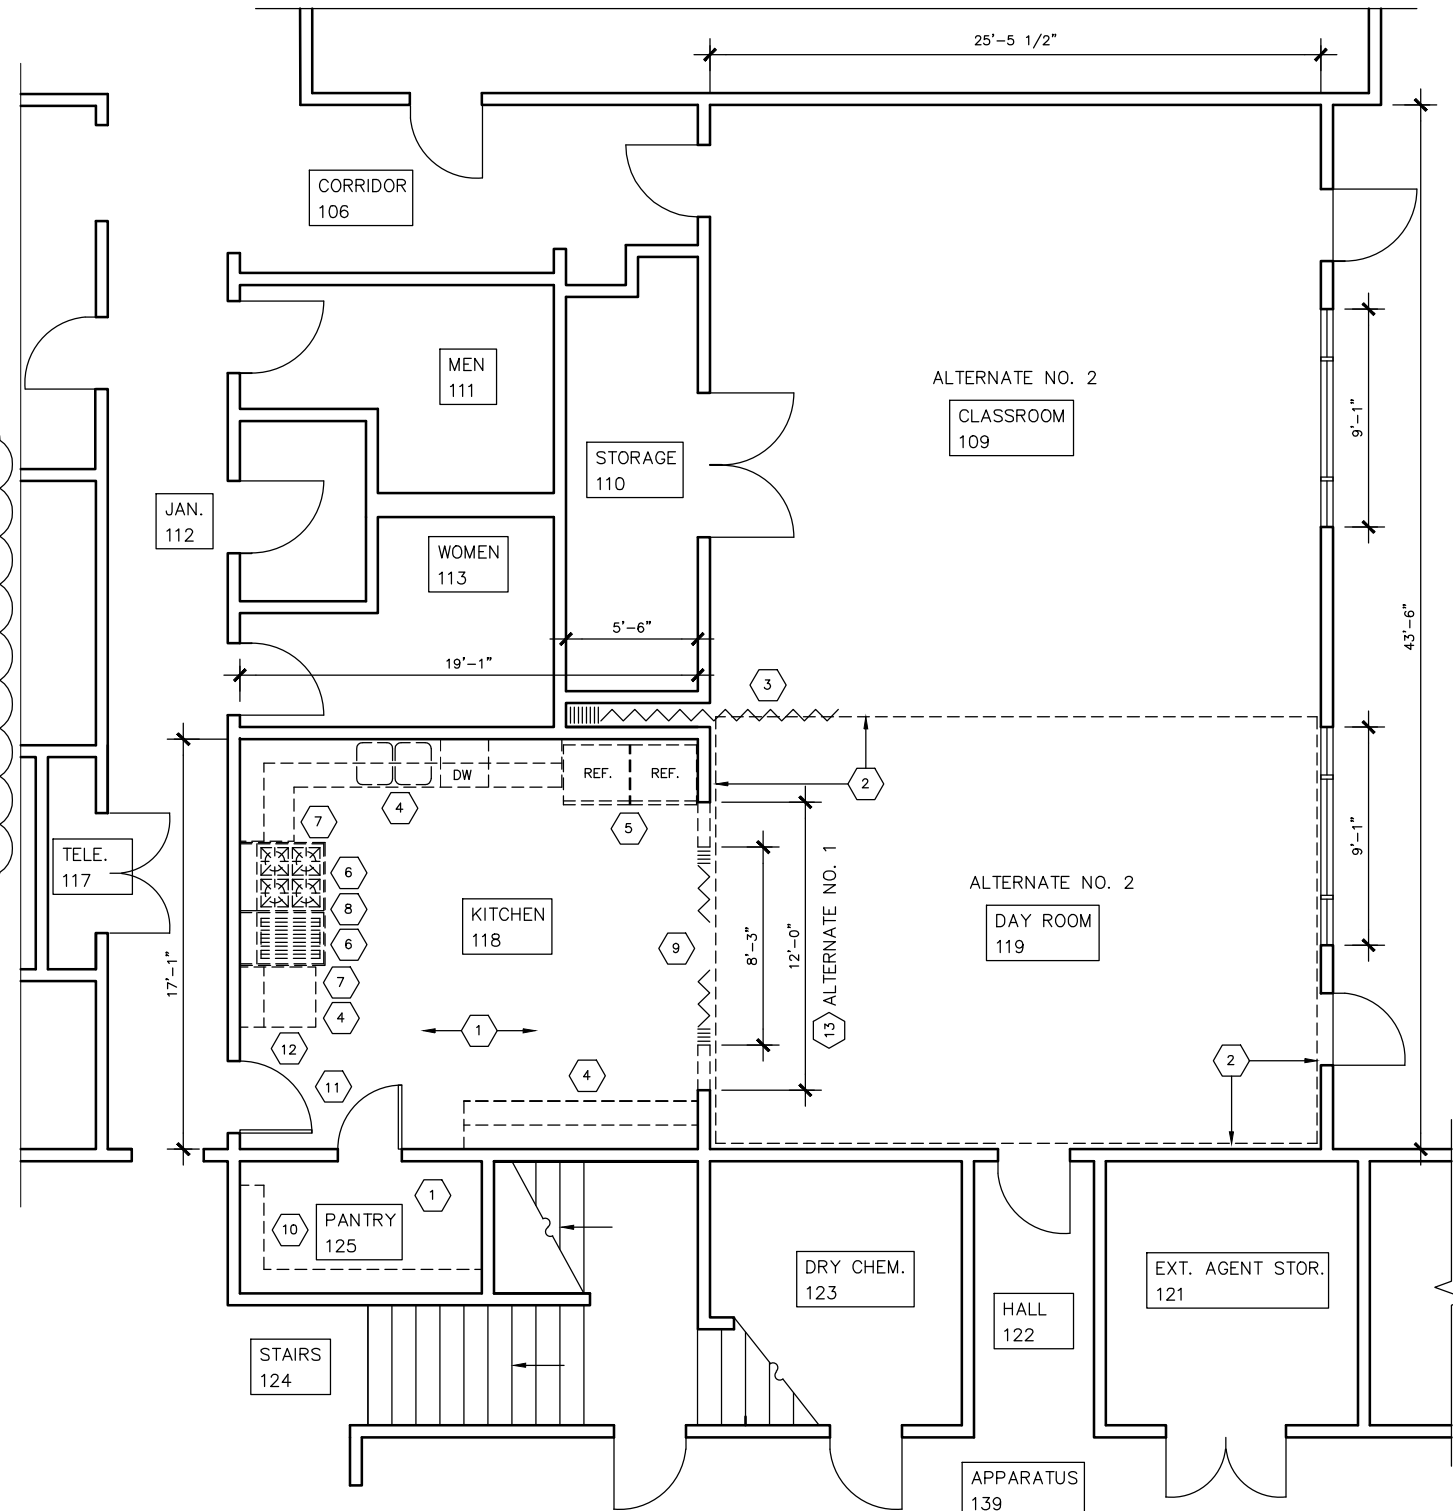 25'-5 1/2"
CORRIDOR
106
MEN
111
ALTERNATE NO. 2
CLASSROOM
109
9'-1"
STORAGE
110
JAN.
112
WOMEN
113
5'-6"
43'-6"
19'-1"
3
DW
REF.
REF.
2
4
7
5
TELE.
117
6
8
6
7
4
KITCHEN
118
9
8'-3"
12'-0"
13 ALTERNATE NO. 1
ALTERNATE NO. 2
DAY ROOM
119
9'-1"
17'-1"
1
12
11
4
2
1
10
PANTRY
125
DRY CHEM.
123
EXT. AGENT STOR.
121
HALL
122
STAIRS
124
APPARATUS
139